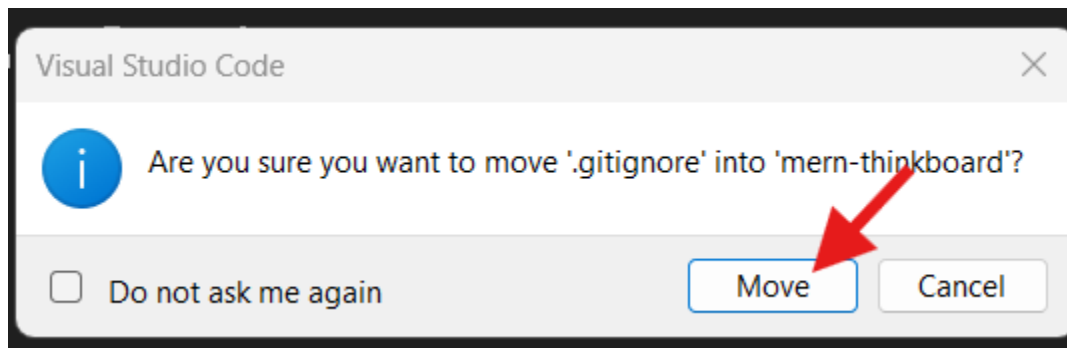 Visual Studio Code
Are you sure you want to move '.gitignore' into 'mern-thinkboard'?
Do not ask me again
Move
Cancel